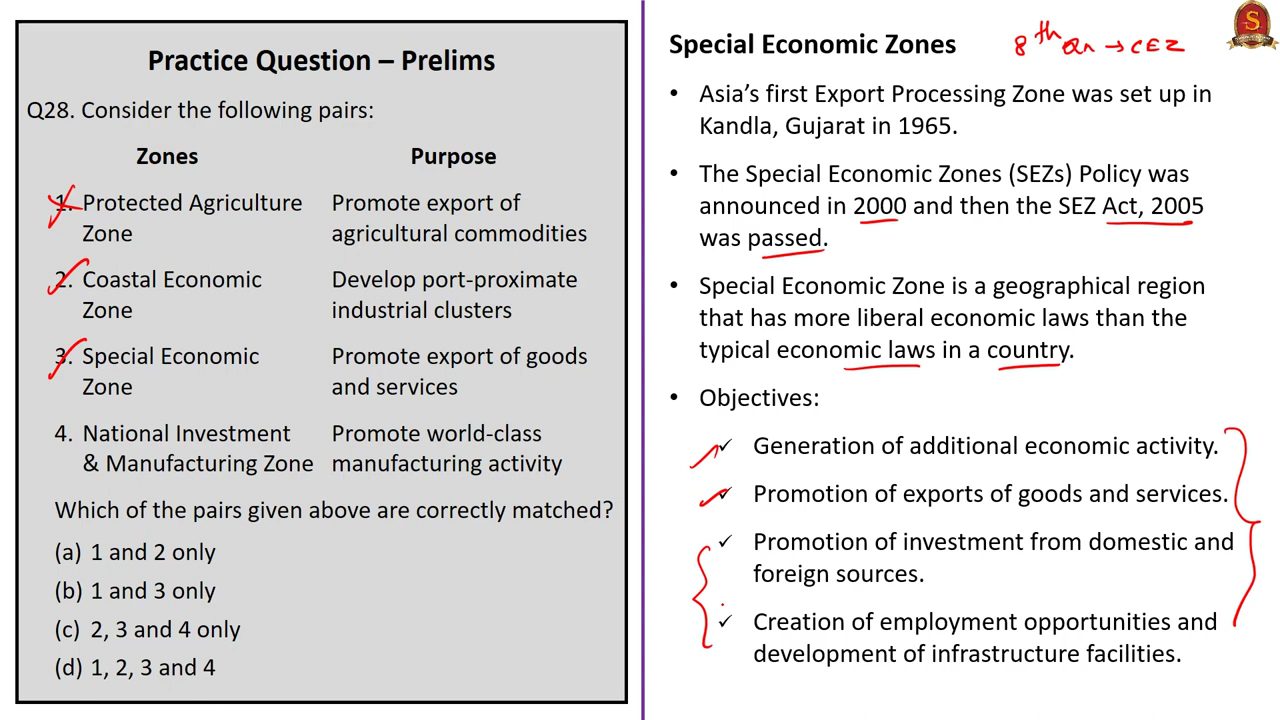 Practice Question – Prelims
Q28. Consider the following pairs:
Zones Purpose
1. Protected Agriculture Promote export of
Zone agricultural commodities
2. Coastal Economic Develop port-proximate
Zone industrial clusters
3. Special Economic Promote export of goods
Zone and services
4. National Investment Promote world-class
& Manufacturing Zone manufacturing activity
Which of the pairs given above are correctly matched?
(a) 1 and 2 only
(b) 1 and 3 only
(c) 2, 3 and 4 only
(d) 1, 2, 3 and 4
Special Economic Zones 8th Qn → CEZ
S
• Asia’s first Export Processing Zone was set up in
Kandla, Gujarat in 1965.
• The Special Economic Zones (SEZs) Policy was
announced in 2000 and then the SEZ Act, 2005
was passed.
• Special Economic Zone is a geographical region
that has more liberal economic laws than the
typical economic laws in a country.
• Objectives:
✓ Generation of additional economic activity.
✓ Promotion of exports of goods and services.
✓ Promotion of investment from domestic and
foreign sources.
✓ Creation of employment opportunities and
development of infrastructure facilities.